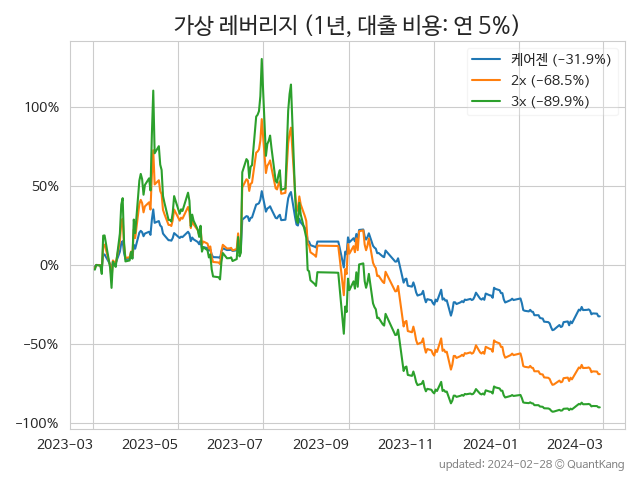 가상 레버리지 (1년, 대출 비용: 연 5%)
케어젠 (−31.9%)
2x (−68.5%)
3x (−89.9%)
100%
50%
0%
−50%
−100%
2023-03 2023-05 2023-07 2023-09 2023-11 2024-01 2024-03
updated: 2024-02-28 © QuantKang